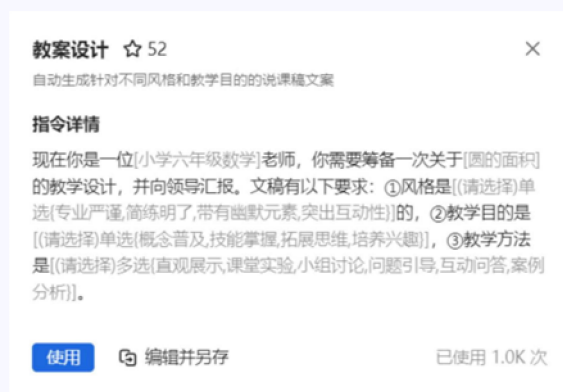 教案设计 ☆ 52
自动生成针对不同风格和教学目的的说课稿文案
指令详情
现在你是一位[小学六年级数学]老师，你需要筹备一次关于[圆的面积]
的教学设计，并向领导汇报。文稿有以下要求：①风格是[(请选择)单
选(专业严谨,简练明了,带有幽默元素,突出互动性)]的，②教学目的是
[(请选择)单选(概念普及,技能掌握,拓展思维,培养兴趣)]，③教学方法
是[(请选择)多选(直观展示,课堂实验,小组讨论,问题引导,互动问答,案例
分析)]。
使用 编辑并另存 已使用 1.0K 次